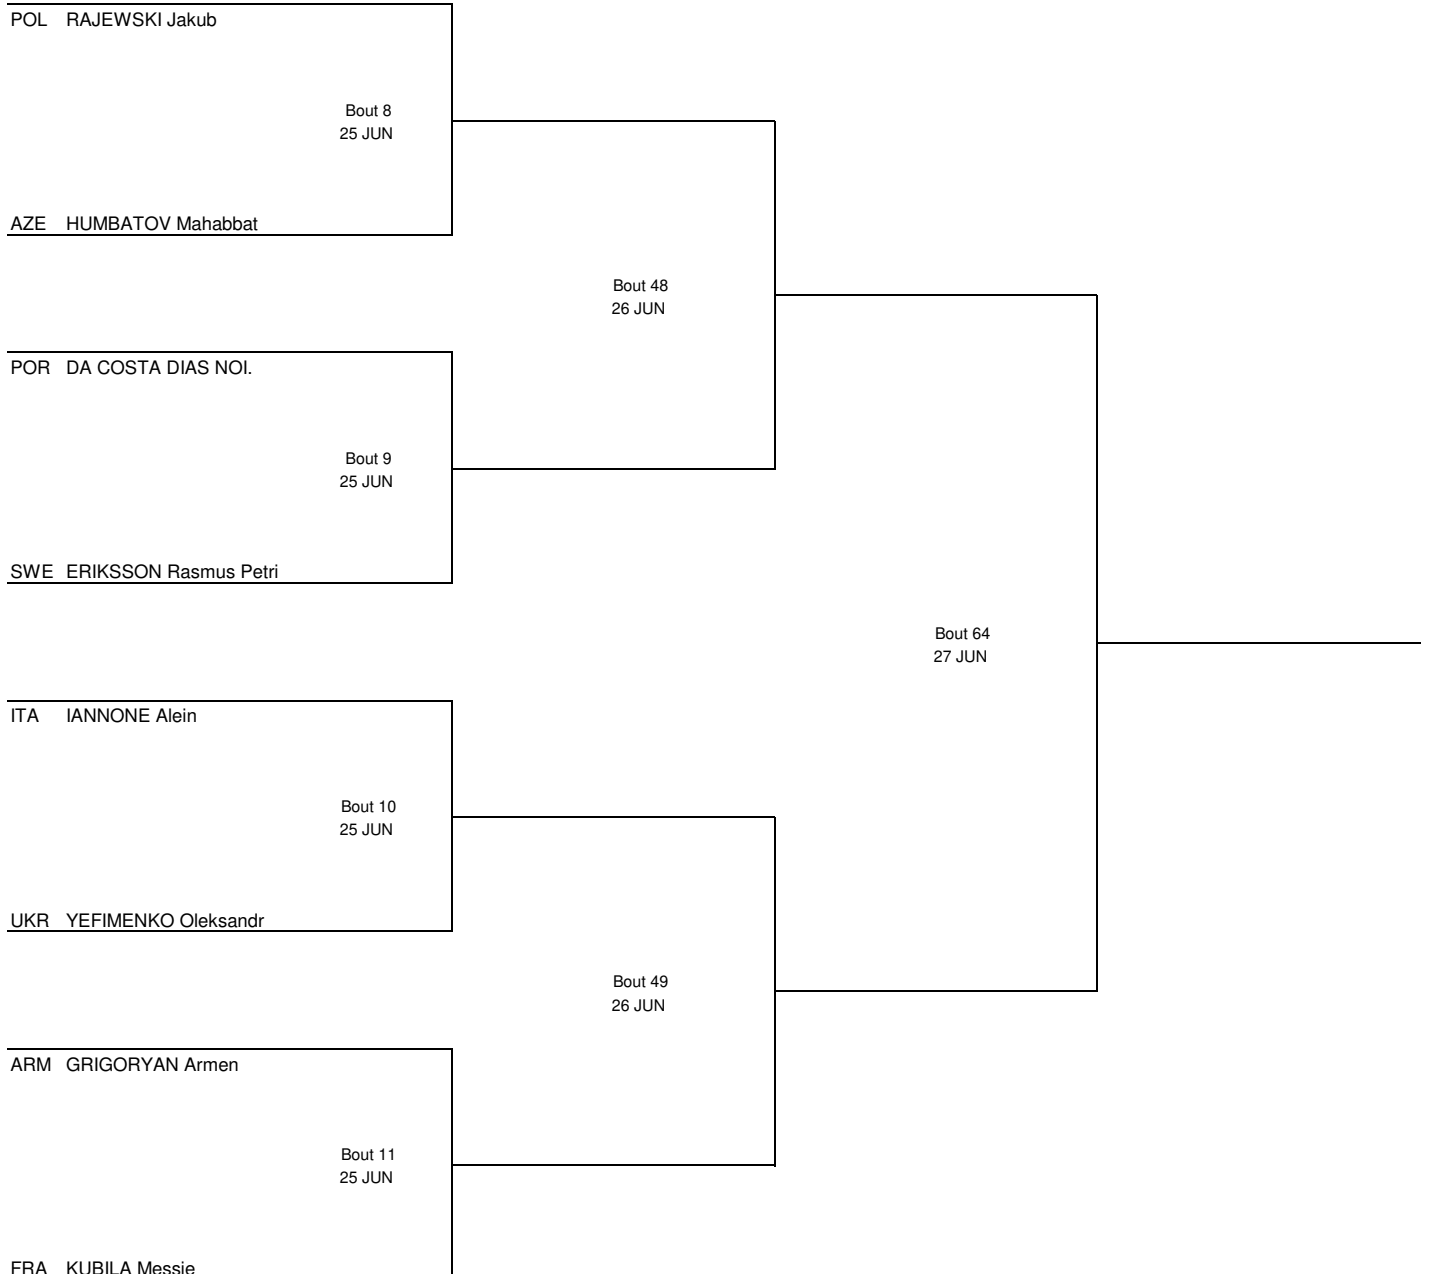 POL RAJEWSKI Jakub
Bout 8
25 JUN
AZE HUMBATOV Mahabbat
Bout 48
26 JUN
POR DA COSTA DIAS NOI.
Bout 9
25 JUN
SWE ERIKSSON Rasmus Petri
Bout 64
27 JUN
ITA IANNONE Alein
Bout 10
25 JUN
UKR YEFIMENKO Oleksandr
Bout 49
26 JUN
ARM GRIGORYAN Armen
Bout 11
25 JUN
FRA KUBILA Messie